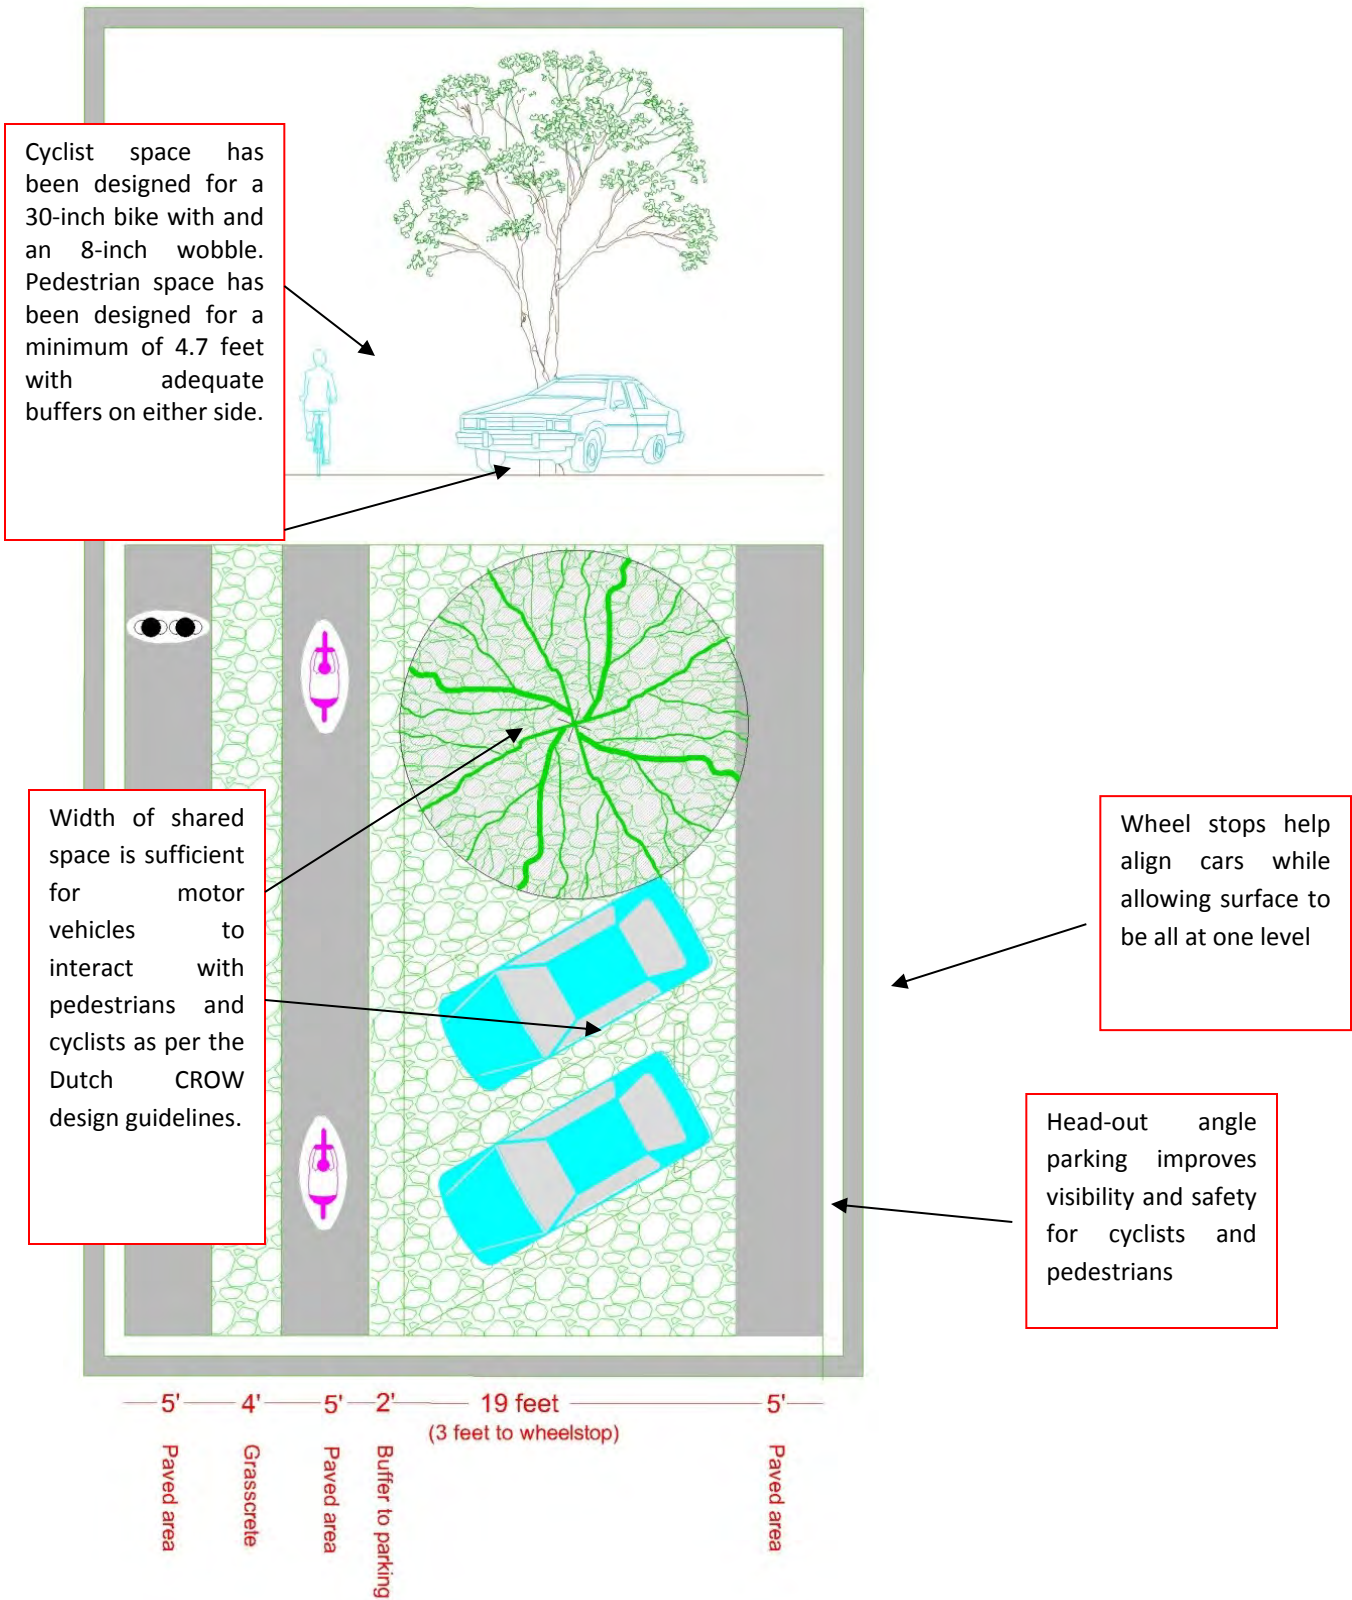 Cyclist space has
been designed for a
30-inch bike with and
an 8-inch wobble.
Pedestrian space has
been designed for a
minimum of 4.7 feet
with adequate
buffers on either side.
Width of shared
space is sufficient
for motor
vehicles to
interact with
pedestrians and
cyclists as per the
Dutch CROW
design guidelines.
Wheel stops help
align cars while
allowing surface to
be all at one level
Head-out angle
parking improves
visibility and safety
for cyclists and
pedestrians
5' 4' 5' 2' 19 feet 5'
(3 feet to wheelstop)
Paved area
Grasscrete
Paved area
Buffer to parking
Paved area